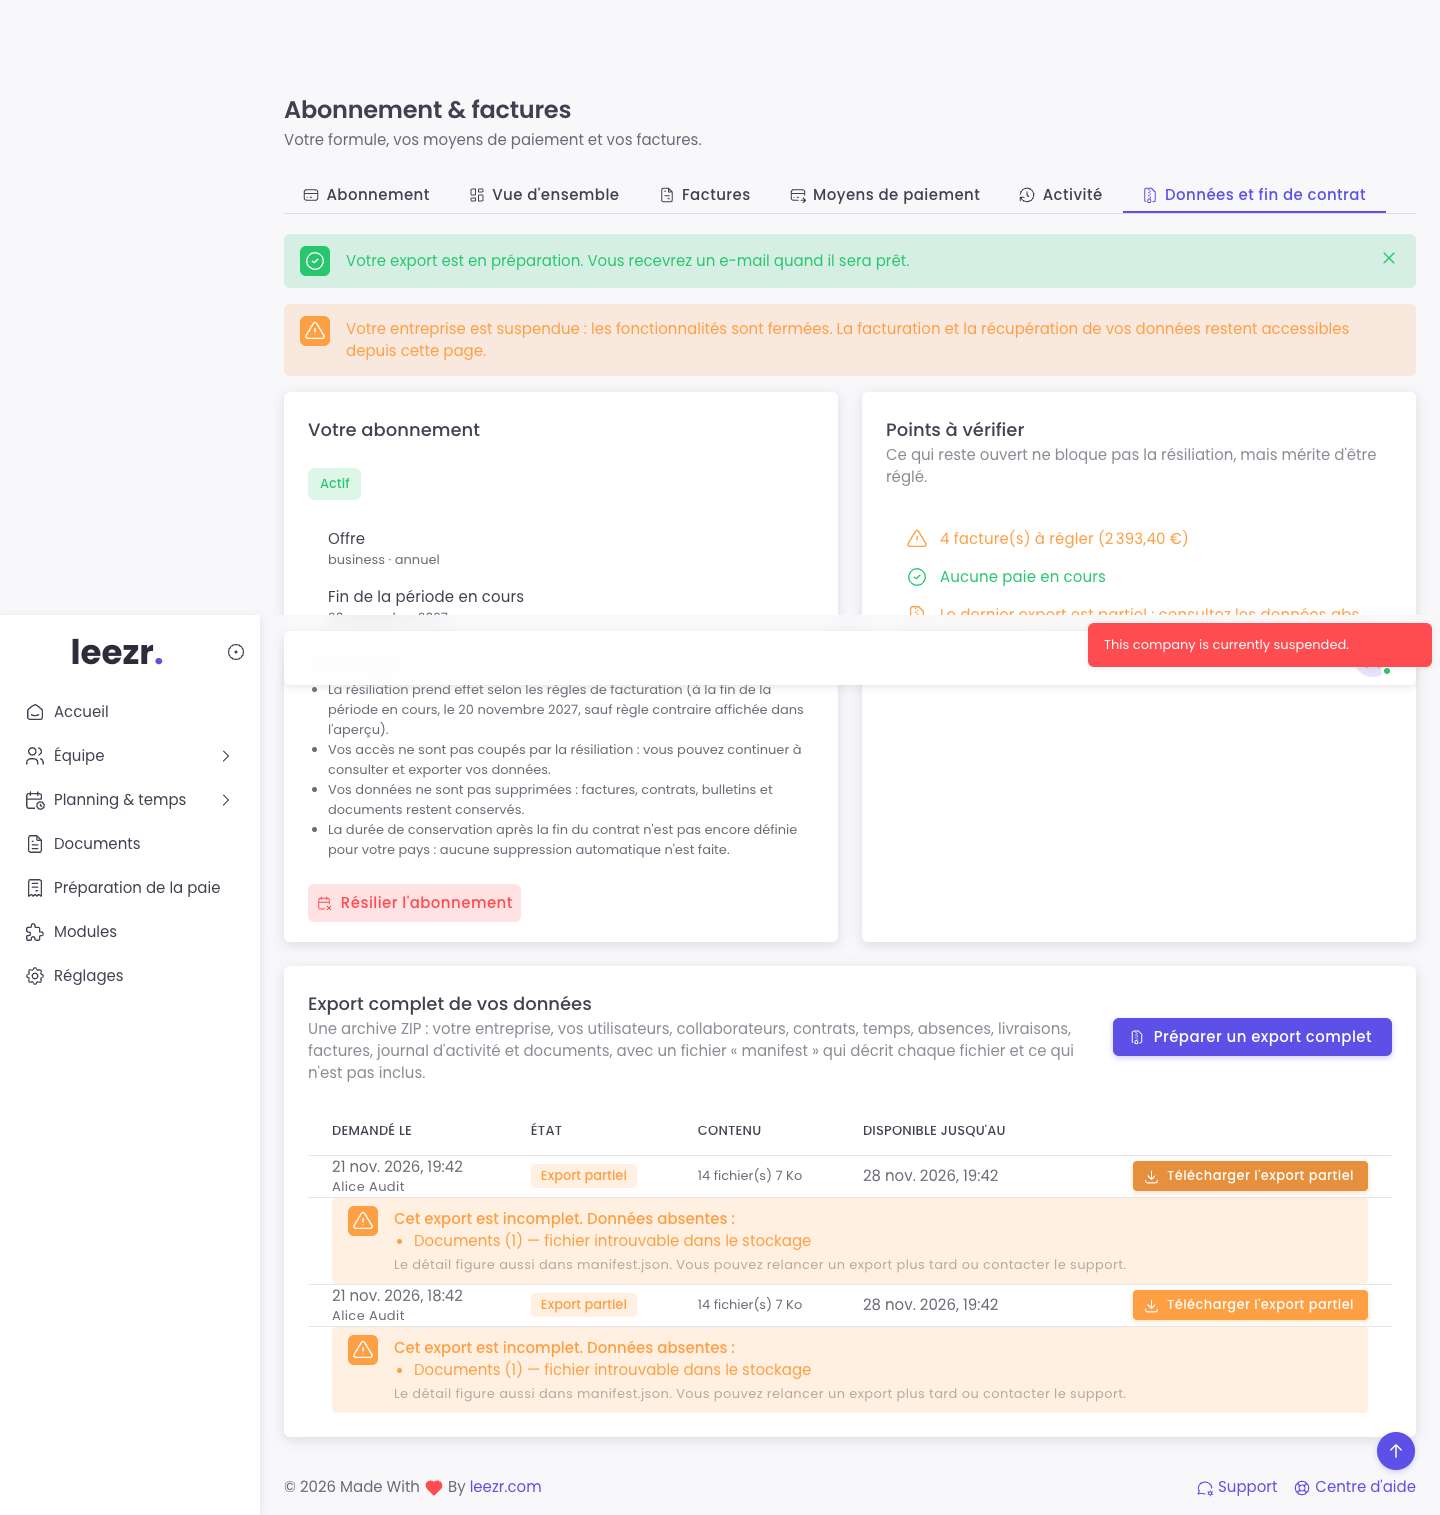 Abonnement & factures
Votre formule, vos moyens de paiement et vos factures.
Abonnement
Vue d'ensemble
Factures
Moyens de paiement
Activité
Données et fin de contrat
Votre export est en préparation. Vous recevrez un e-mail quand il sera prêt.
Votre entreprise est suspendue : les fonctionnalités sont fermées. La facturation et la récupération de vos données restent accessibles
depuis cette page.
Votre abonnement
Actif
Offre
business · annuel
Fin de la période en cours
Points à vérifier
Ce qui reste ouvert ne bloque pas la résiliation, mais mérite d'être
réglé.
4 facture(s) à régler (2 393,40 €)
Aucune paie en cours
Le dernier export est partiel : consultez les données abs…
This company is currently suspended.
leezr.
Accueil
Équipe
Planning & temps
Documents
Préparation de la paie
Modules
Réglages
La résiliation prend effet selon les règles de facturation (à la fin de la
période en cours, le 20 novembre 2027, sauf règle contraire affichée dans
l'aperçu).
Vos accès ne sont pas coupés par la résiliation : vous pouvez continuer à
consulter et exporter vos données.
Vos données ne sont pas supprimées : factures, contrats, bulletins et
documents restent conservés.
La durée de conservation après la fin du contrat n'est pas encore définie
pour votre pays : aucune suppression automatique n'est faite.
Résilier l'abonnement
Export complet de vos données
Une archive ZIP : votre entreprise, vos utilisateurs, collaborateurs, contrats, temps, absences, livraisons,
factures, journal d'activité et documents, avec un fichier « manifest » qui décrit chaque fichier et ce qui
n'est pas inclus.
Préparer un export complet
DEMANDÉ LE ÉTAT CONTENU DISPONIBLE JUSQU'AU
21 nov. 2026, 19:42
Alice Audit
Export partiel
14 fichier(s) 7 Ko
28 nov. 2026, 19:42
Télécharger l'export partiel
Cet export est incomplet. Données absentes :
Documents (1) — fichier introuvable dans le stockage
Le détail figure aussi dans manifest.json. Vous pouvez relancer un export plus tard ou contacter le support.
21 nov. 2026, 18:42
Alice Audit
Export partiel
14 fichier(s) 7 Ko
28 nov. 2026, 19:42
Télécharger l'export partiel
Cet export est incomplet. Données absentes :
Documents (1) — fichier introuvable dans le stockage
Le détail figure aussi dans manifest.json. Vous pouvez relancer un export plus tard ou contacter le support.
© 2026 Made With By leezr.com
Support
Centre d'aide